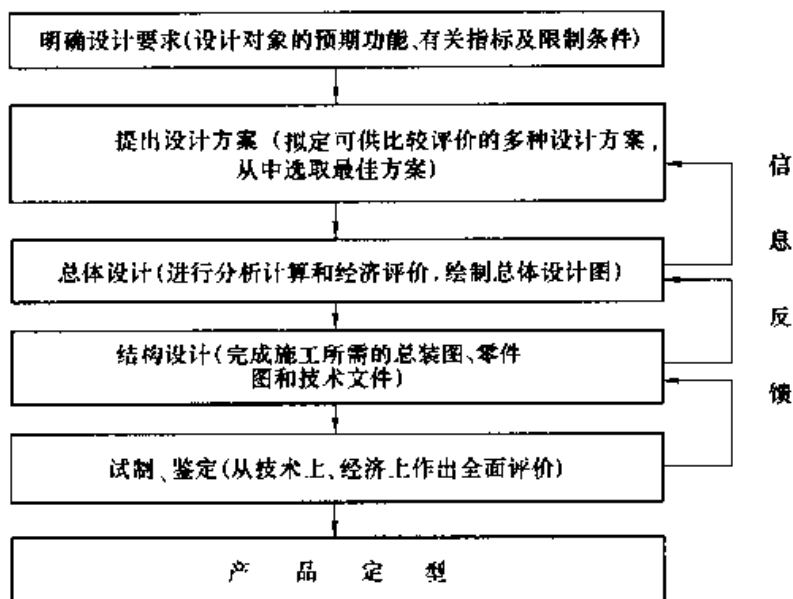 明确设计要求(设计对象的预期功能、有关指标及限制条件)
提出设计方案(拟定可供比较评价的多种设计方案,
从中选取最佳方案)
总体设计(进行分析计算和经济评价,绘制总体设计图)
结构设计(完成施工所需的总装图、零件
图和技术文件)
试制、鉴定(从技术上、经济上作出全面评价)
产品定型
信
息
反
馈